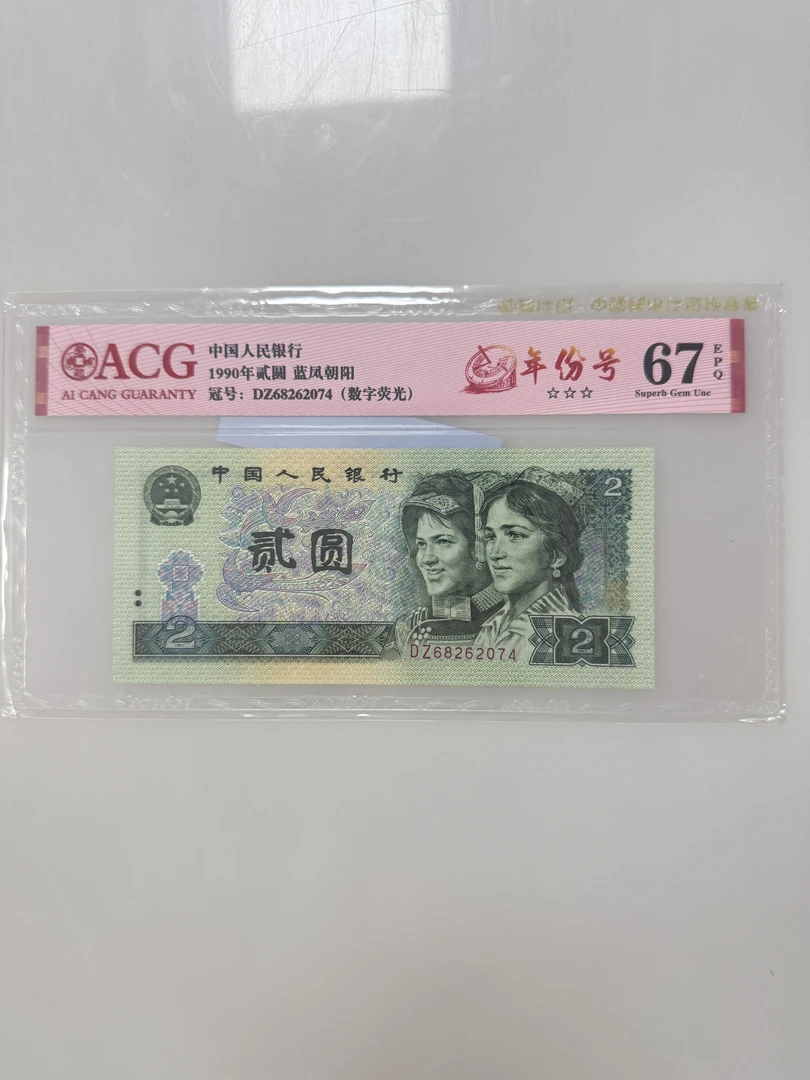 ACG
AI CANG GUARANTY
中国人民银行
1990年贰圆 蓝凤朝阳
冠号：DZ68262074（数字荧光）
年份号
☆☆☆
67
EPQ
Superb Gem Unc
中国人民银行
2
贰圆
2
DZ68262074
2